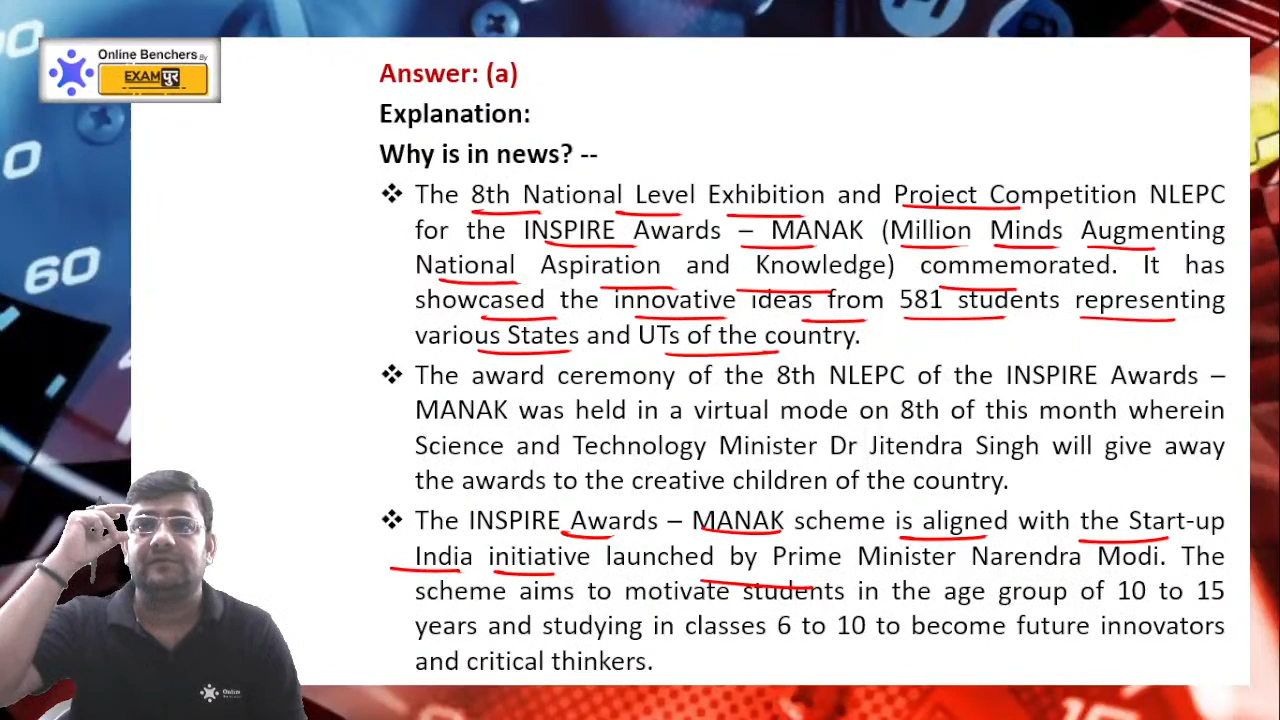 Online Benchers By
EXAMपुर
Answer: (a)
Explanation:
Why is in news? --
❖ The 8th National Level Exhibition and Project Competition NLEPC
for the INSPIRE Awards – MANAK (Million Minds Augmenting
National Aspiration and Knowledge) commemorated. It has
showcased the innovative ideas from 581 students representing
various States and UTs of the country.
❖ The award ceremony of the 8th NLEPC of the INSPIRE Awards –
MANAK was held in a virtual mode on 8th of this month wherein
Science and Technology Minister Dr Jitendra Singh will give away
the awards to the creative children of the country.
❖ The INSPIRE Awards – MANAK scheme is aligned with the Start-up
India initiative launched by Prime Minister Narendra Modi. The
scheme aims to motivate students in the age group of 10 to 15
years and studying in classes 6 to 10 to become future innovators
and critical thinkers.
60
Online